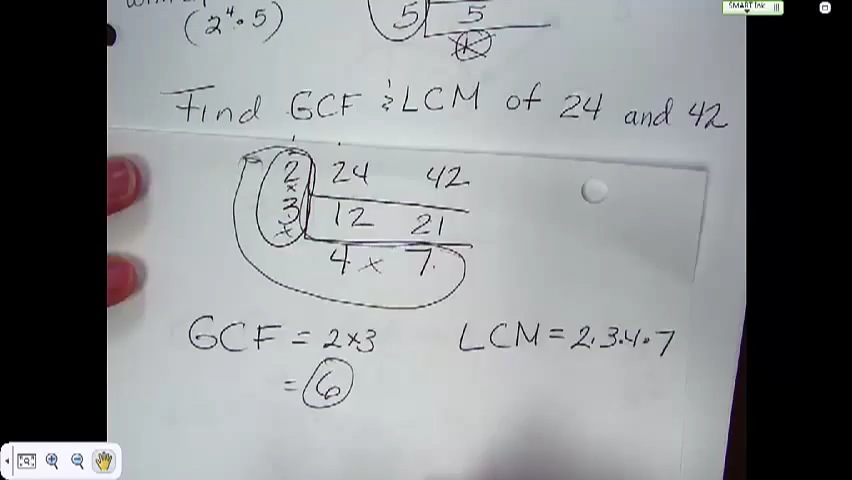 (2⁴·5)
5 5
SMART Ink
Find GCF & LCM of 24 and 42
2 24 42
×
3 12 21
×
4 × 7
GCF = 2×3
= 6
LCM = 2·3·4·7